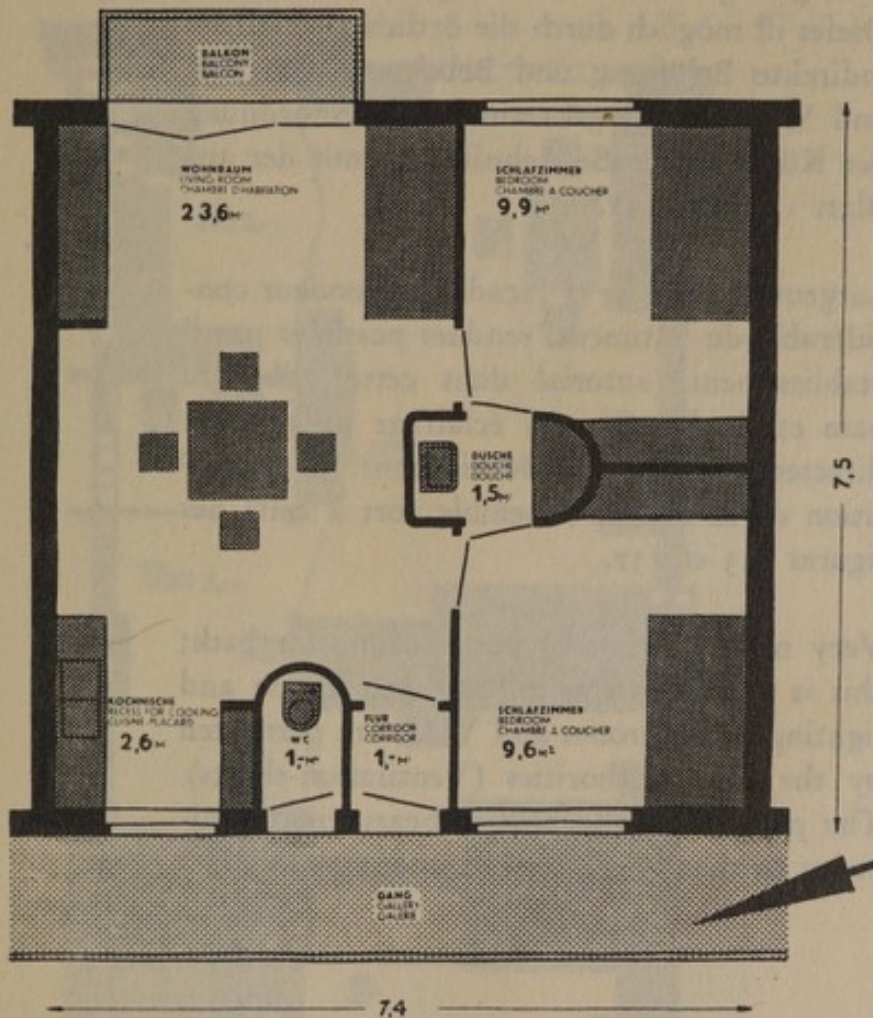 BALKON
BALCONY
BALCON
WOHNRAUM
LIVING-ROOM
CHAMBRE D'HABITATION
23,6 M²
SCHLAFZIMMER
BEDROOM
CHAMBRE A COUCHER
9,9 M²
DUSCHE
DOUCHE
DOUCHE
1,5 M²
7,5
KOCHNISCHE
RECESS FOR COOKING
CUISINE-PLACARD
2,6 M
WC
1,- M²
FLUR
CORRIDOR
CORRIDOR
1,- M²
SCHLAFZIMMER
BEDROOM
CHAMBRE A COUCHER
9,6 M²
GANG
GALLERY
GALERIE
7,4